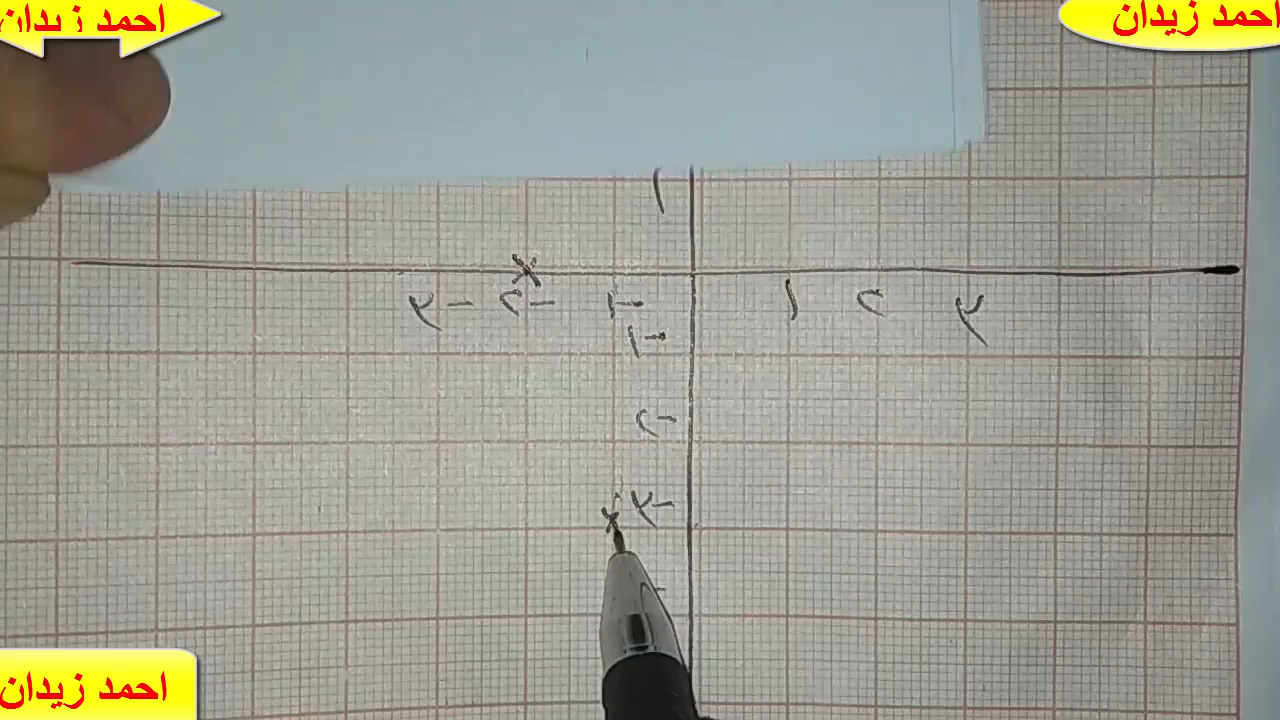 احمد زيدان
احمد زيدان
١
-٣ -٢ -١ ١ ٢ ٣
-١
-٢
-٣
احمد زيدان